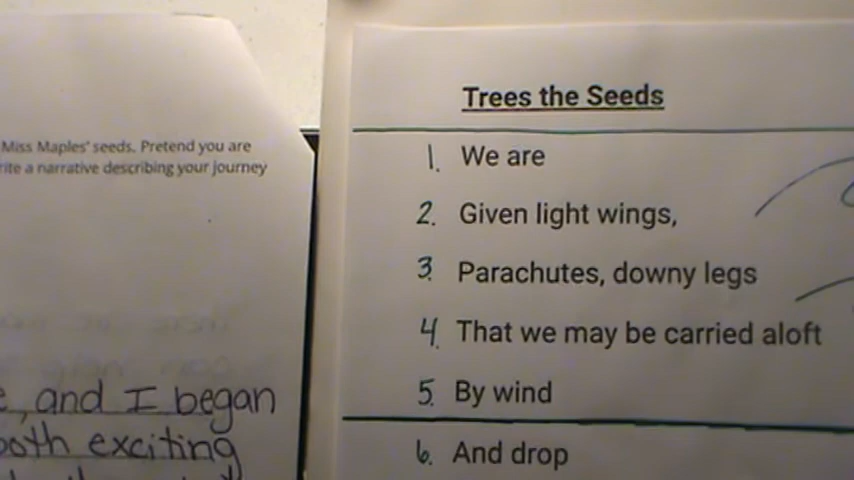 Miss Maples' seeds. Pretend you are
rite a narrative describing your journey
e, and I began
both exciting
Trees the Seeds
1. We are
2. Given light wings,
3. Parachutes, downy legs
4. That we may be carried aloft
5. By wind
6. And drop